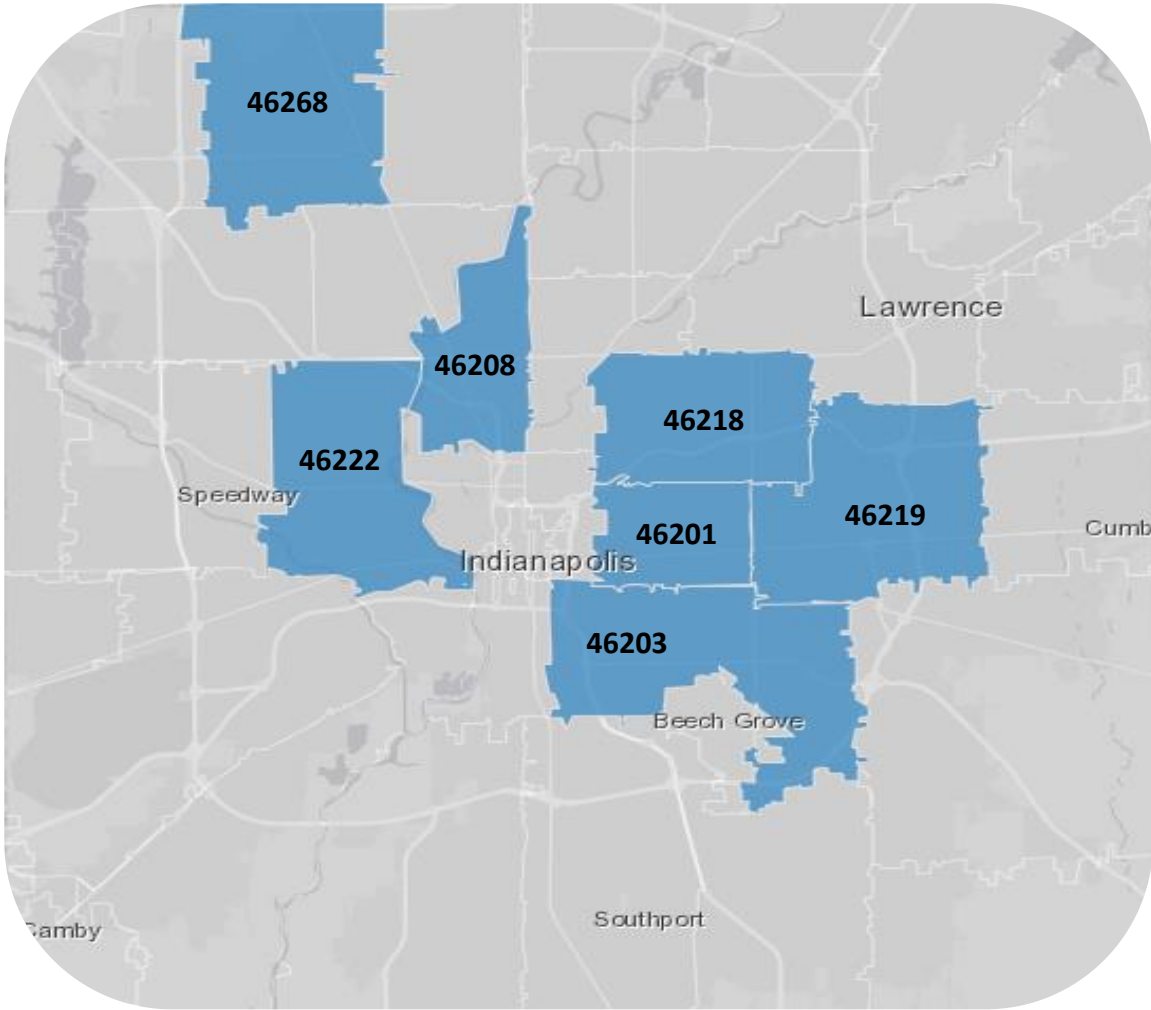 46268
Lawrence
46208
46218
46222
Speedway
46219
46201
Cumb
Indianapolis
46203
Beech Grove
Southport
Camby